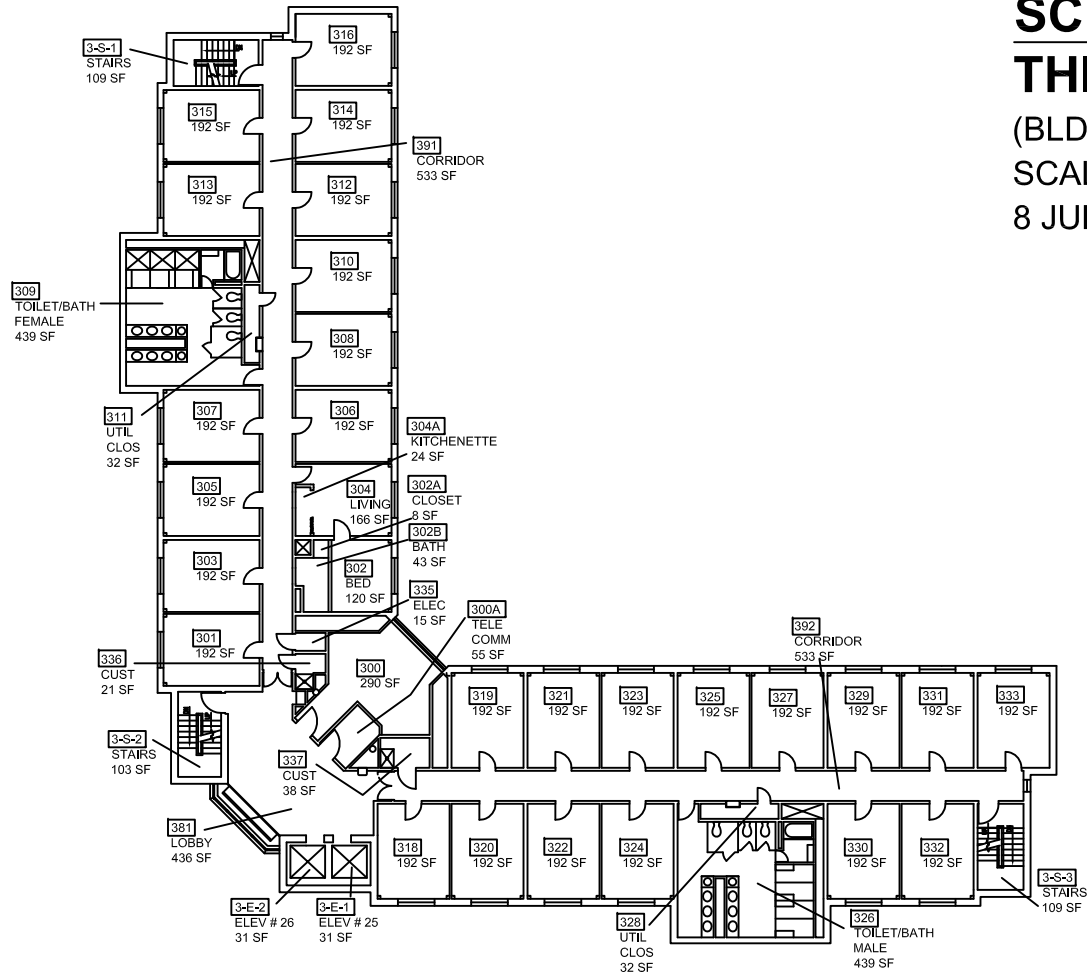 SC
THI
(BLD
SCAI
8 JUI
316
192 SF
3-S-1
STAIRS
109 SF
315
192 SF
314
192 SF
391
CORRIDOR
533 SF
313
192 SF
312
192 SF
310
192 SF
309
TOILET/BATH
FEMALE
439 SF
308
192 SF
311
UTIL
CLOS
32 SF
307
192 SF
306
192 SF
304A
KITCHENETTE
24 SF
305
192 SF
304
LIVING
166 SF
302A
CLOSET
8 SF
302B
BATH
43 SF
303
192 SF
302
BED
120 SF
335
ELEC
15 SF
300A
TELE
COMM
55 SF
301
192 SF
336
CUST
21 SF
300
290 SF
392
CORRIDOR
533 SF
319
192 SF
321
192 SF
323
192 SF
325
192 SF
327
192 SF
329
192 SF
331
192 SF
333
192 SF
3-S-2
STAIRS
103 SF
337
CUST
38 SF
381
LOBBY
436 SF
318
192 SF
320
192 SF
322
192 SF
324
192 SF
330
192 SF
332
192 SF
3-E-2
ELEV # 26
31 SF
3-E-1
ELEV # 25
31 SF
328
UTIL
CLOS
32 SF
326
TOILET/BATH
MALE
439 SF
3-S-3
STAIRS
109 SF